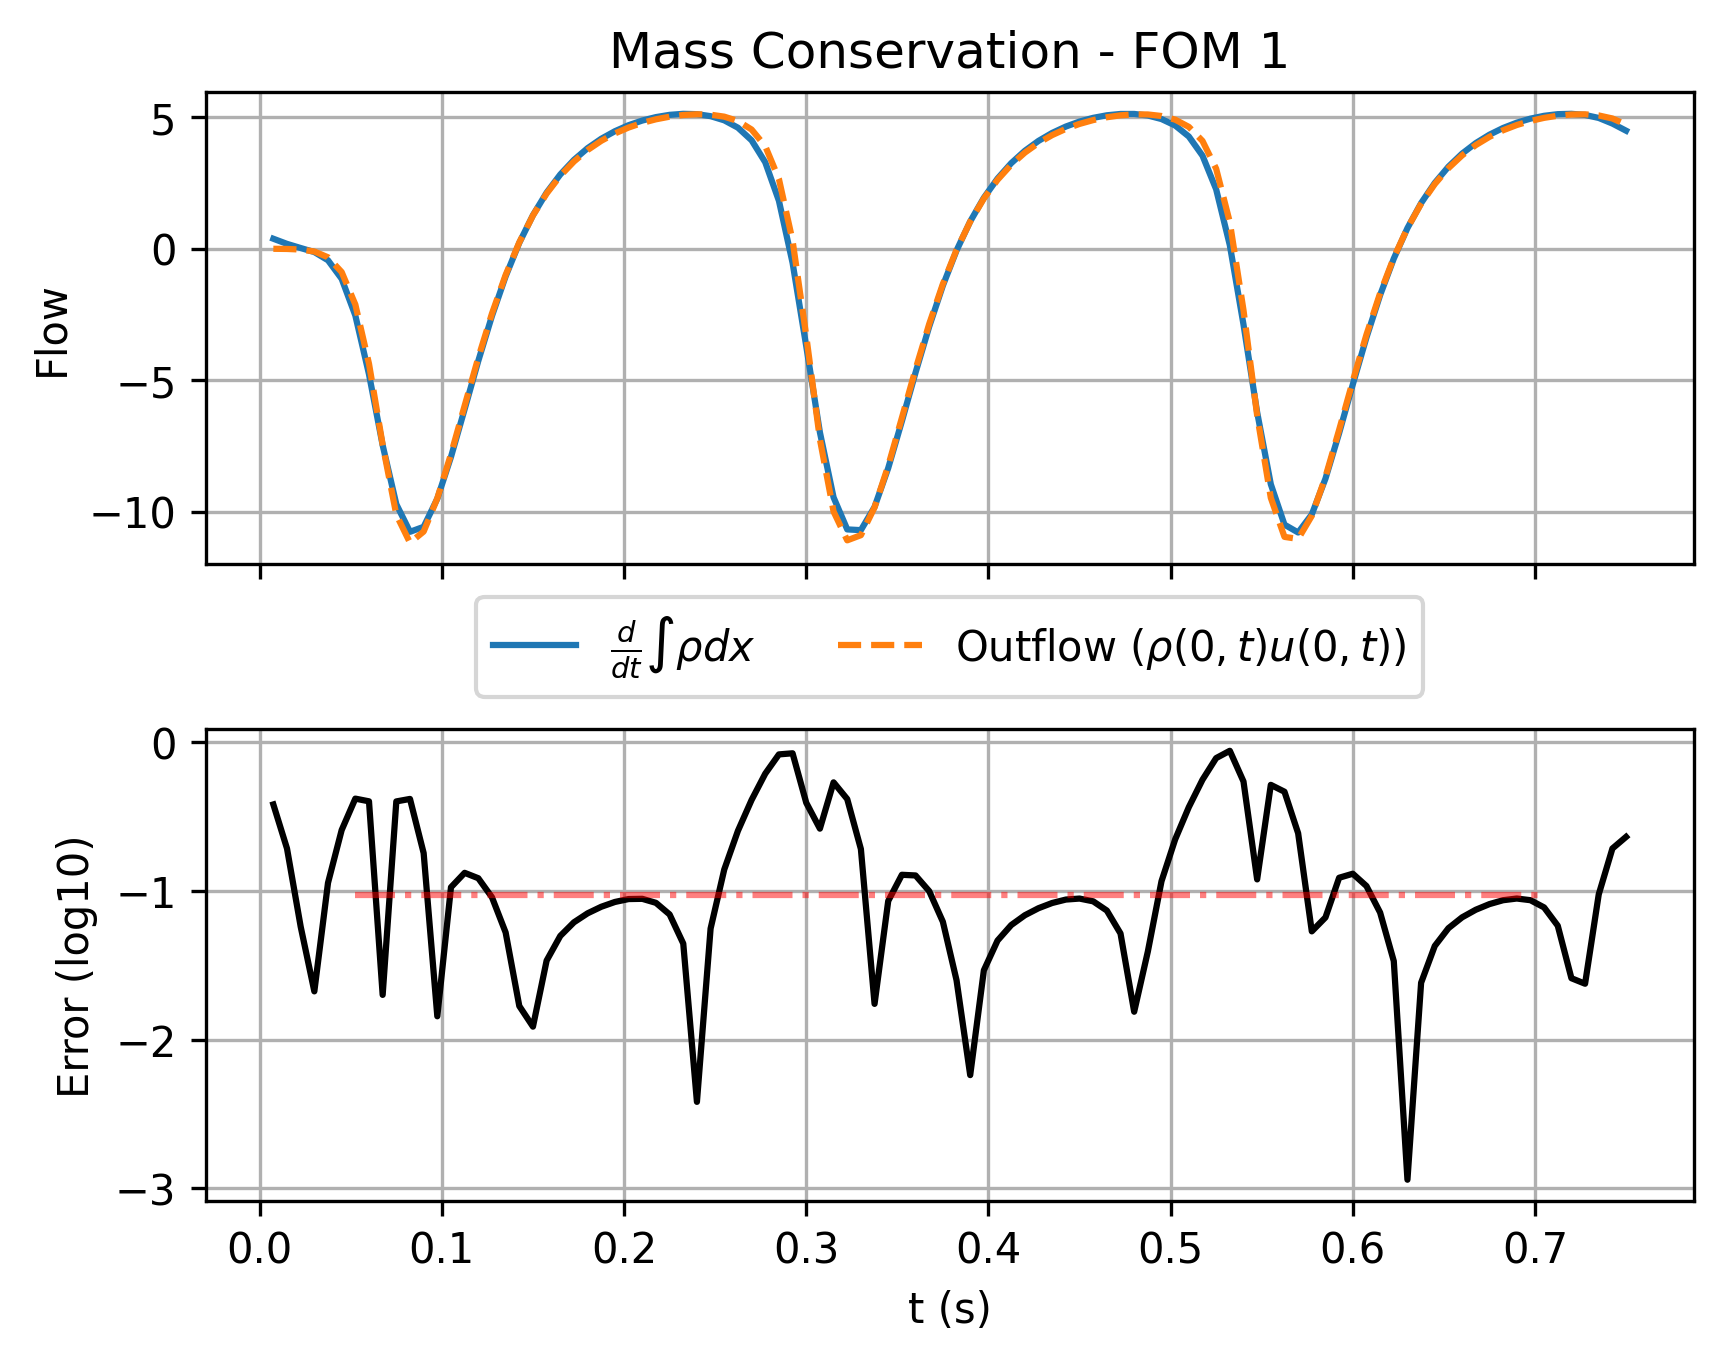 Mass Conservation - FOM 1
5
0
−5
−10
Flow
d/dt ∫ρdx
Outflow (ρ(0, t)u(0, t))
0
−1
−2
−3
Error (log10)
0.0 0.1 0.2 0.3 0.4 0.5 0.6 0.7
t (s)